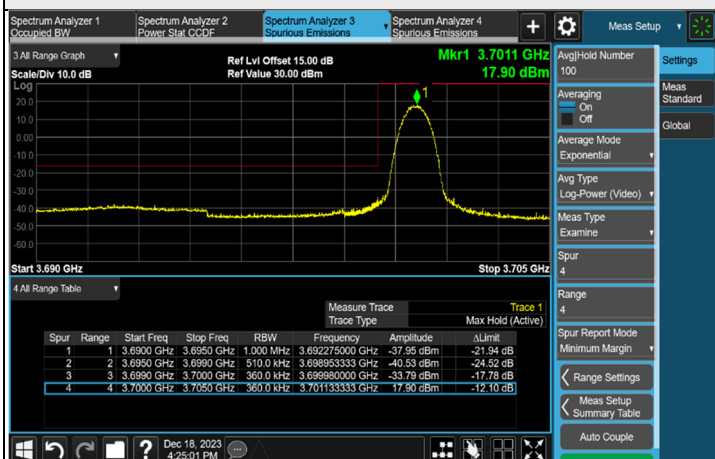 Spectrum Analyzer 1
Occupied BW
Spectrum Analyzer 2
Power Stat CCDF
Spectrum Analyzer 3
Spurious Emissions
Spectrum Analyzer 4
Spurious Emissions
+
Meas Setup
3 All Range Graph
Scale/Div 10.0 dB
Ref Lvl Offset 15.00 dB
Ref Value 30.00 dBm
Mkr1 3.7011 GHz
17.90 dBm
Log
20.0
10.0
0.00
-10.0
-20.0
-30.0
-40.0
-50.0
-60.0
1
Start 3.690 GHz
Stop 3.705 GHz
4 All Range Table
Measure Trace Trace 1
Trace Type Max Hold (Active)
Spur Range Start Freq Stop Freq RBW Frequency Amplitude ΔLimit
1 1 3.6900 GHz 3.6950 GHz 1.000 MHz 3.692275000 GHz -37.95 dBm -21.94 dB
2 2 3.6950 GHz 3.6990 GHz 510.0 kHz 3.698953333 GHz -40.53 dBm -24.52 dB
3 3 3.6990 GHz 3.7000 GHz 360.0 kHz 3.699980000 GHz -33.79 dBm -17.78 dB
4 4 3.7000 GHz 3.7050 GHz 360.0 kHz 3.701133333 GHz 17.90 dBm -12.10 dB
?
Dec 18, 2023
4:25:01 PM
Avg|Hold Number
100
Averaging
On
Off
Average Mode
Exponential
Avg Type
Log-Power (Video)
Meas Type
Examine
Spur
4
Range
4
Spur Report Mode
Minimum Margin
Range Settings
Meas Setup
Summary Table
Auto Couple
Settings
Meas
Standard
Global